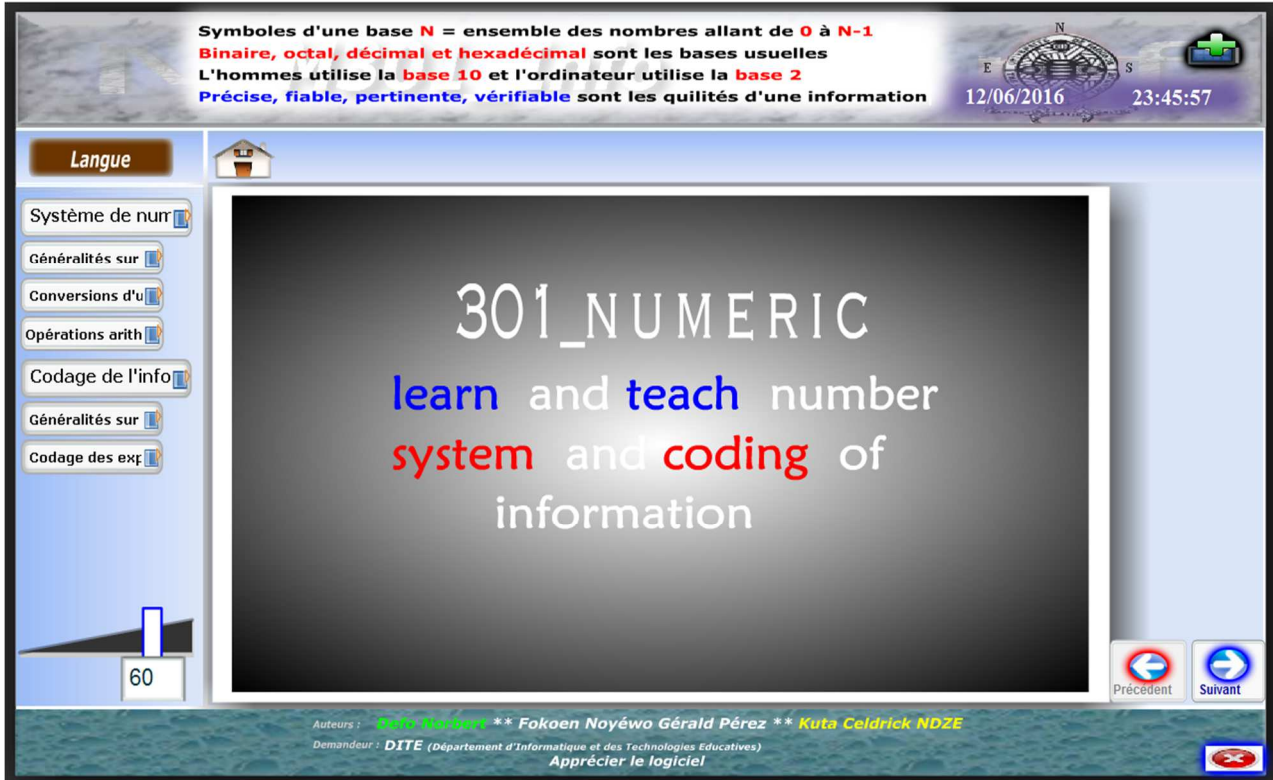 Symboles d'une base N = ensemble des nombres allant de 0 à N-1
Binaire, octal, décimal et hexadécimal sont les bases usuelles
L'hommes utilise la base 10 et l'ordinateur utilise la base 2
Précise, fiable, pertinente, vérifiable sont les quilités d'une information
N
E
S
12/06/2016
23:45:57
Langue
Système de num
Généralités sur
Conversions d'u
Opérations arith
Codage de l'info
Généralités sur
Codage des exp
60
301_NUMERIC
learn and teach number
system and coding of
information
Précédent
Suivant
Auteurs : Defo Norbert ** Fokoen Noyéwo Gérald Pérez ** Kuta Celdrick NDZE
Demandeur : DITE (Département d'Informatique et des Technologies Educatives)
Apprécier le logiciel